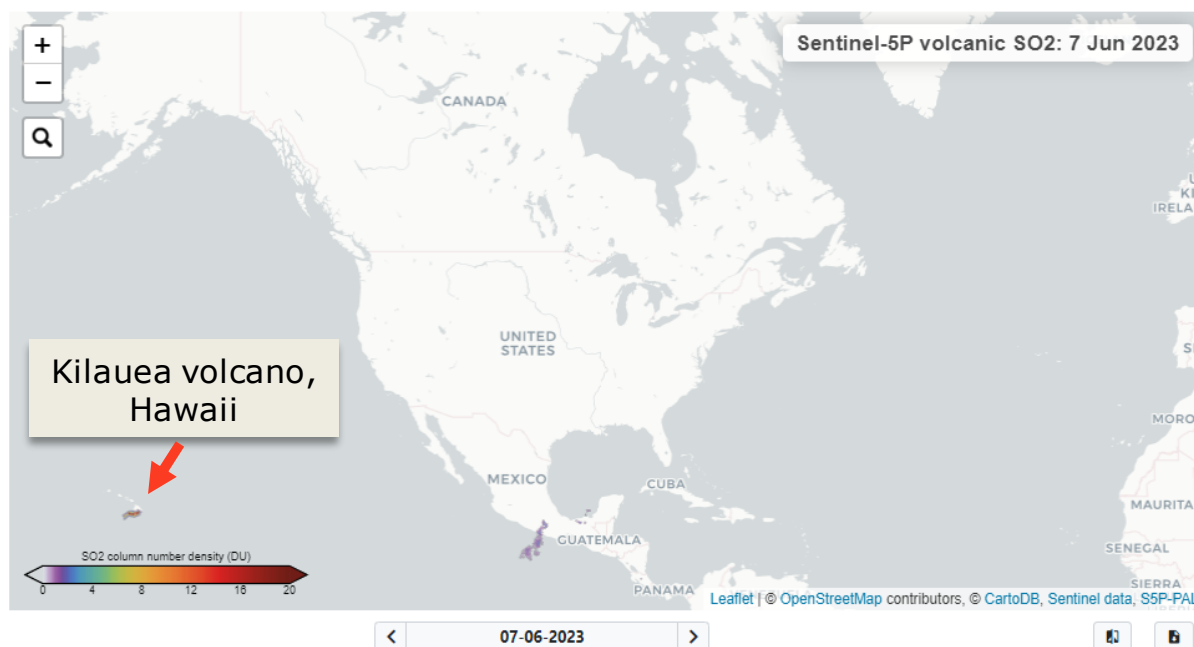 +
Sentinel-5P volcanic SO2: 7 Jun 2023
−
CANADA
IRELA
UNITED
STATES
Kilauea volcano,
Hawaii
MORO
MEXICO
CUBA
MAURITA
GUATEMALA
SENEGAL
SO2 column number density (DU)
0 4 8 12 16 20
PANAMA
SIERRA
Leaflet | © OpenStreetMap contributors, © CartoDB, Sentinel data, S5P-PAL
< 07-06-2023 >